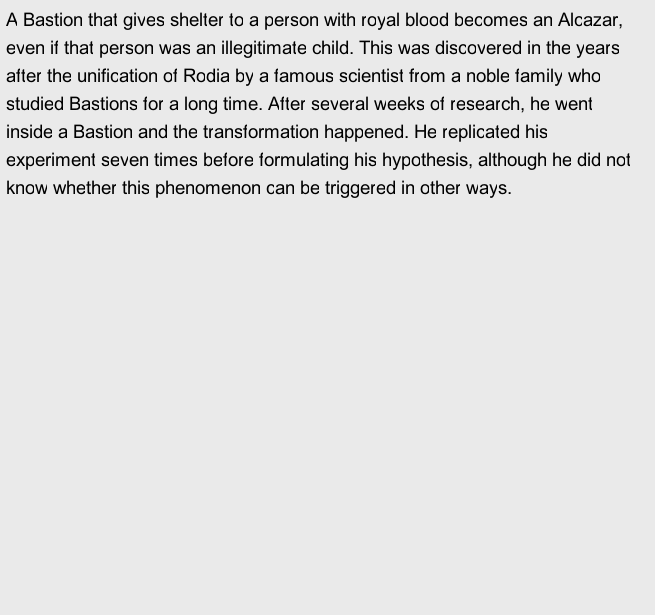 A Bastion that gives shelter to a person with royal blood becomes an Alcazar,
even if that person was an illegitimate child. This was discovered in the years
after the unification of Rodia by a famous scientist from a noble family who
studied Bastions for a long time. After several weeks of research, he went
inside a Bastion and the transformation happened. He replicated his
experiment seven times before formulating his hypothesis, although he did not
know whether this phenomenon can be triggered in other ways.